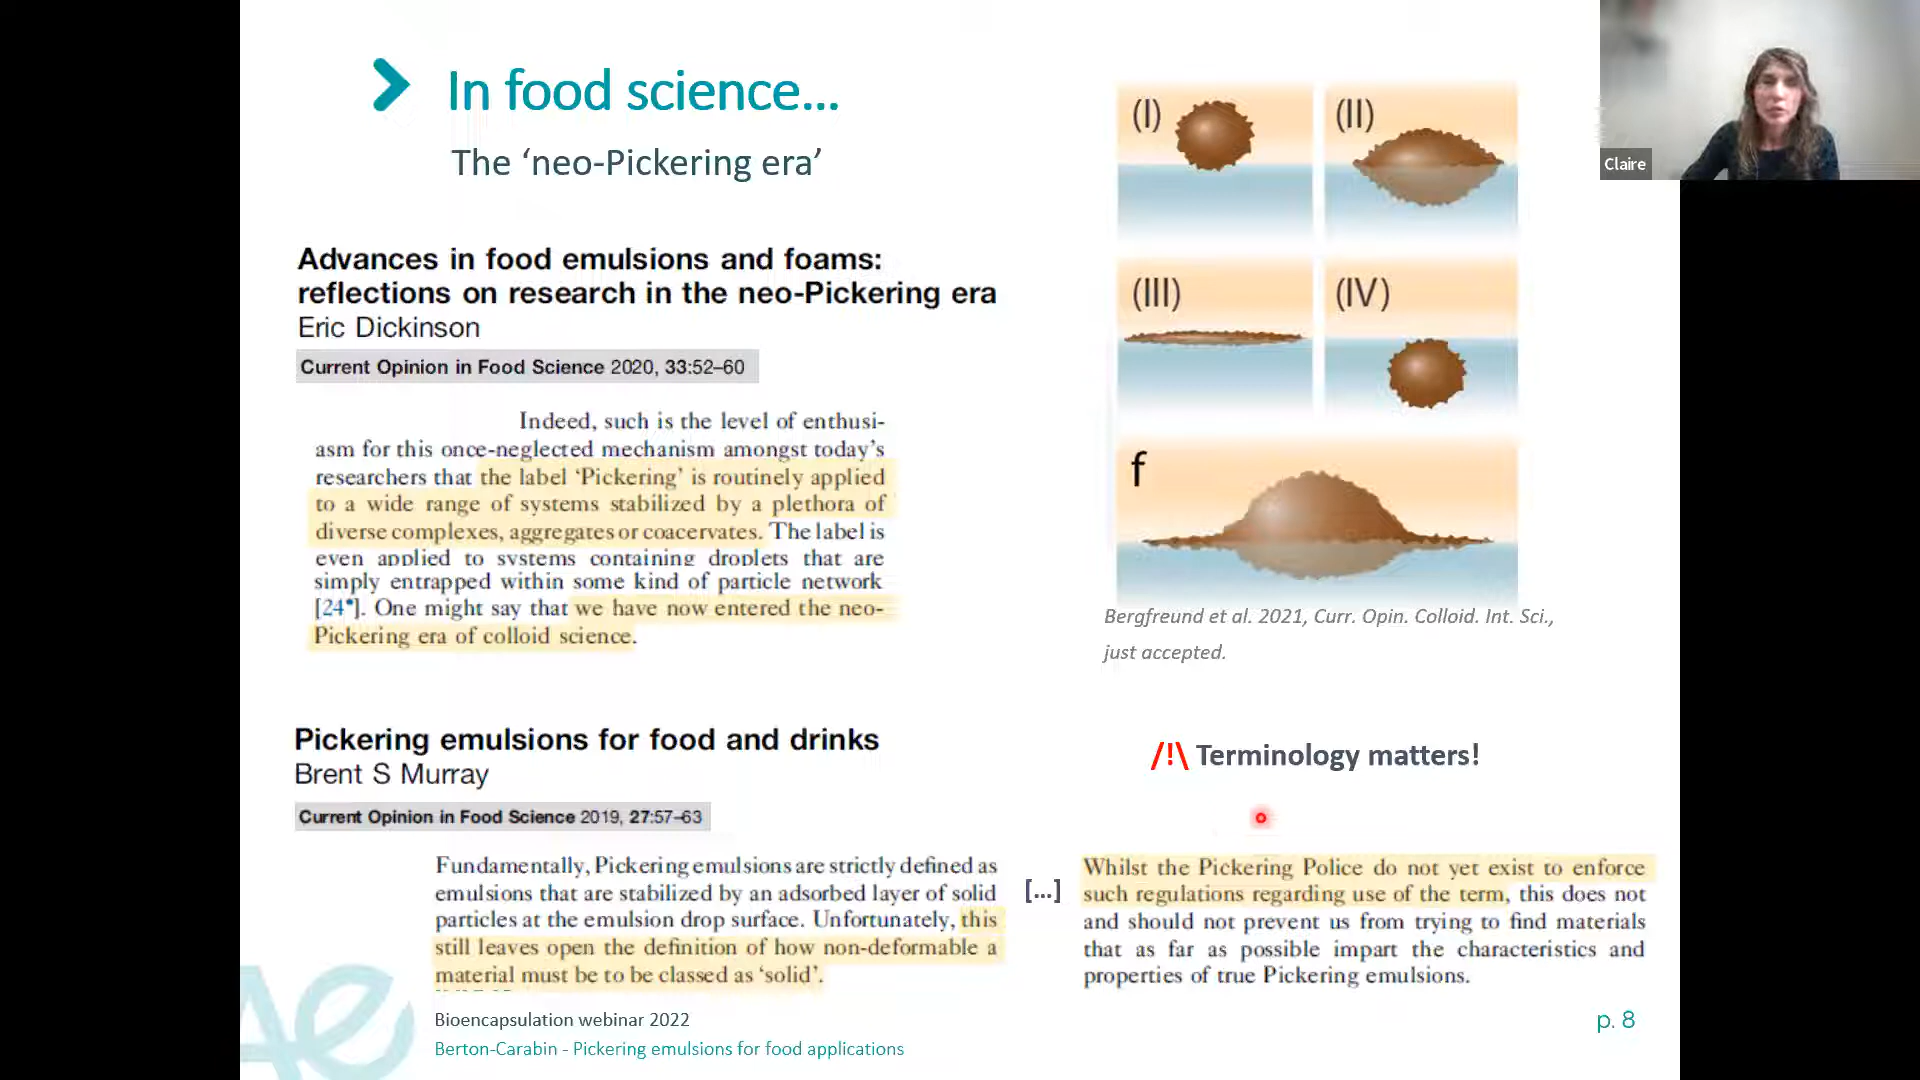 In food science...
The ‘neo-Pickering era’
Advances in food emulsions and foams:
reflections on research in the neo-Pickering era
Eric Dickinson
Current Opinion in Food Science 2020, 33:52–60
Indeed, such is the level of enthusi-
asm for this once-neglected mechanism amongst today’s
researchers that the label ‘Pickering’ is routinely applied
to a wide range of systems stabilized by a plethora of
diverse complexes, aggregates or coacervates. The label is
even applied to systems containing droplets that are
simply entrapped within some kind of particle network
[24•]. One might say that we have now entered the neo-
Pickering era of colloid science.
Pickering emulsions for food and drinks
Brent S Murray
Current Opinion in Food Science 2019, 27:57–63
Fundamentally, Pickering emulsions are strictly defined as
emulsions that are stabilized by an adsorbed layer of solid
particles at the emulsion drop surface. Unfortunately, this
still leaves open the definition of how non-deformable a
material must be to be classed as ‘solid’.
[...]
(I)
(II)
(III)
(IV)
f
Bergfreund et al. 2021, Curr. Opin. Colloid. Int. Sci.,
just accepted.
/!\ Terminology matters!
Whilst the Pickering Police do not yet exist to enforce
such regulations regarding use of the term, this does not
and should not prevent us from trying to find materials
that as far as possible impart the characteristics and
properties of true Pickering emulsions.
Bioencapsulation webinar 2022
Berton-Carabin - Pickering emulsions for food applications
p. 8
Claire